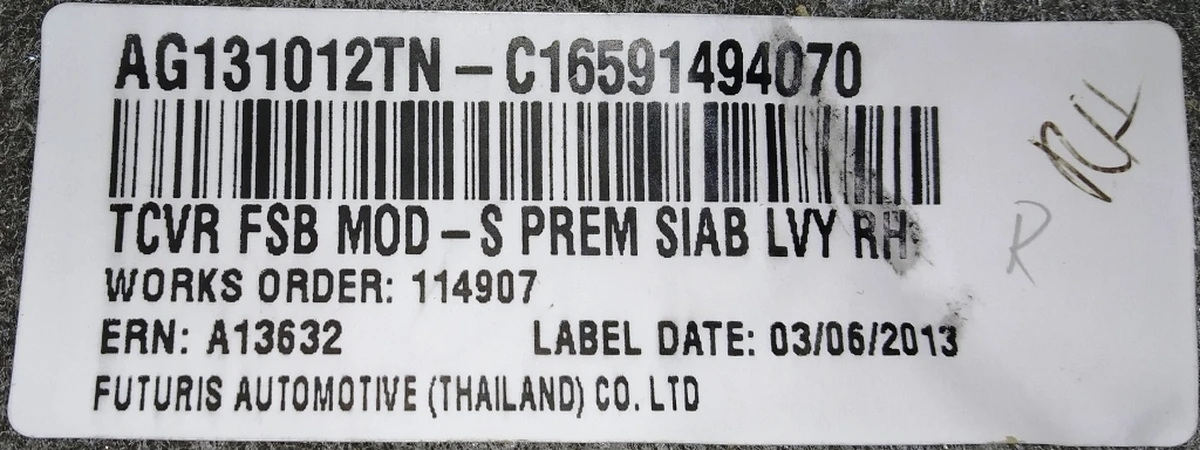 AG131012TN - C16591494070
TCVR FSB MOD - S PREM SIAB LVY RH
WORKS ORDER: 114907
ERN: A13632 LABEL DATE: 03/06/2013
FUTURIS AUTOMOTIVE (THAILAND) CO. LTD
R